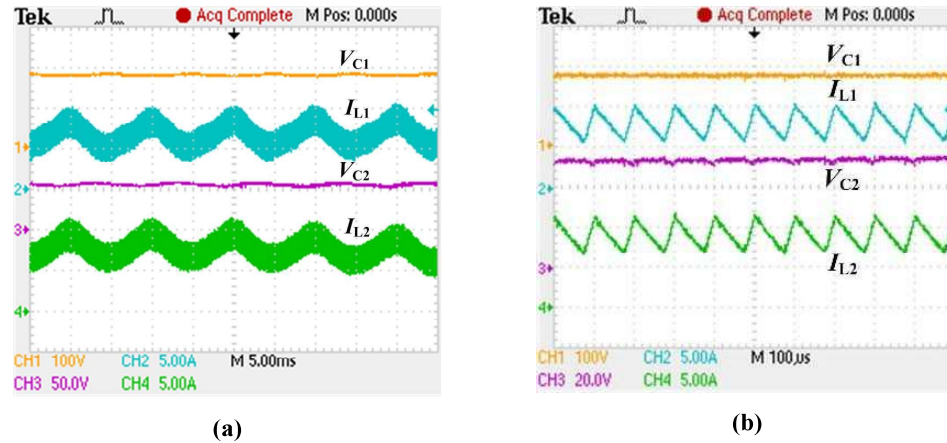 Tek Acq Complete M Pos: 0.000s
VC1
IL1
1
VC2
2
3
IL2
4
CH1 100V CH2 5.00A M 5.00ms
CH3 50.0V CH4 5.00A
(a)
Tek Acq Complete M Pos: 0.000s
VC1
IL1
1
VC2
2
IL2
3
4
CH1 100V CH2 5.00A M 100µs
CH3 20.0V CH4 5.00A
(b)